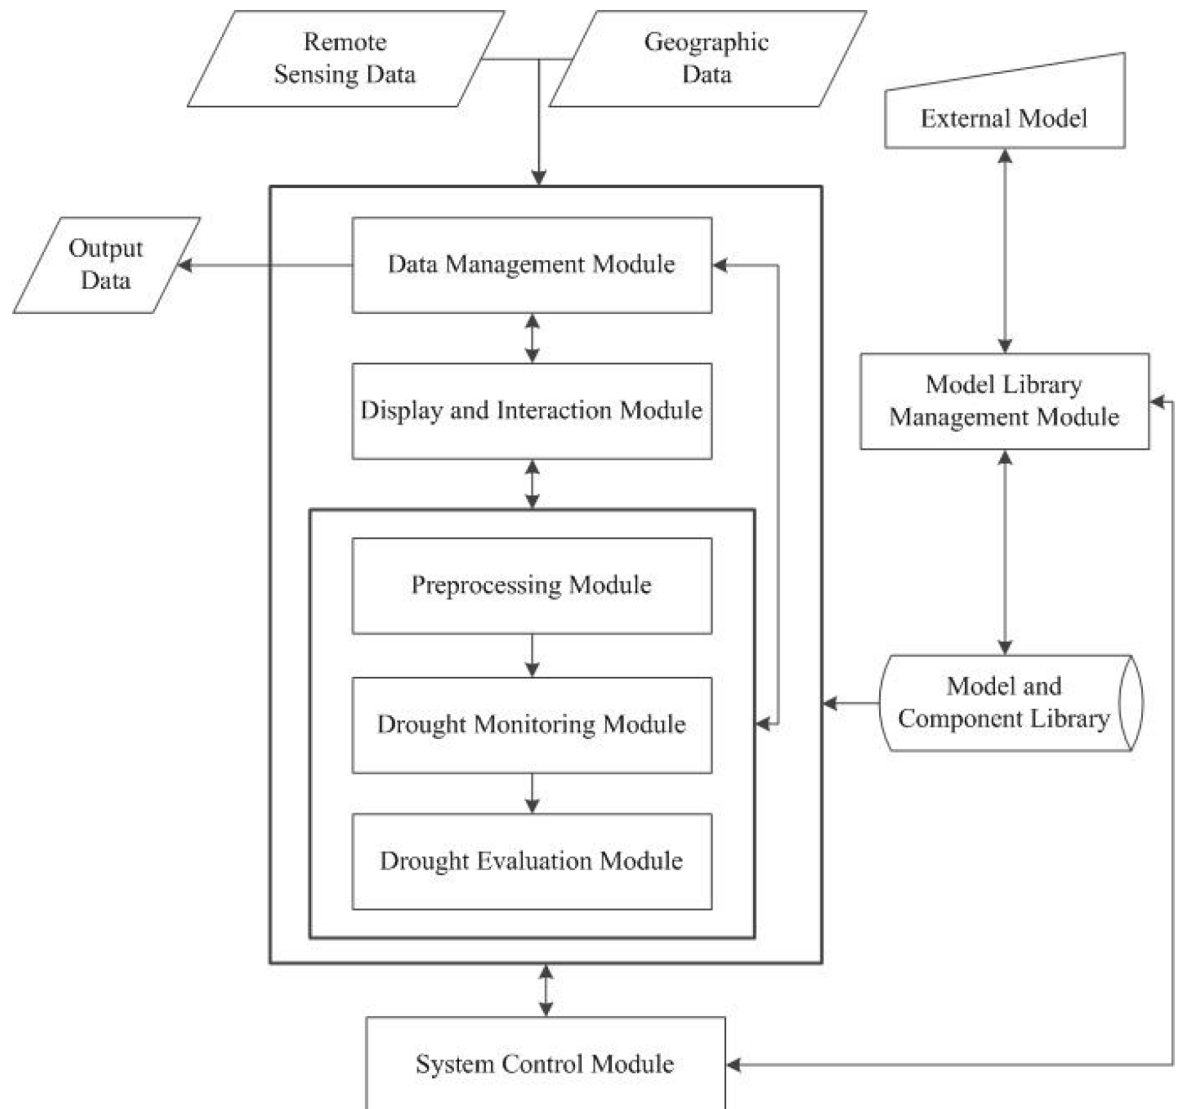 Remote
Sensing Data
Geographic
Data
External Model
Output
Data
Data Management Module
Display and Interaction Module
Model Library
Management Module
Preprocessing Module
Drought Monitoring Module
Model and
Component Library
Drought Evaluation Module
System Control Module